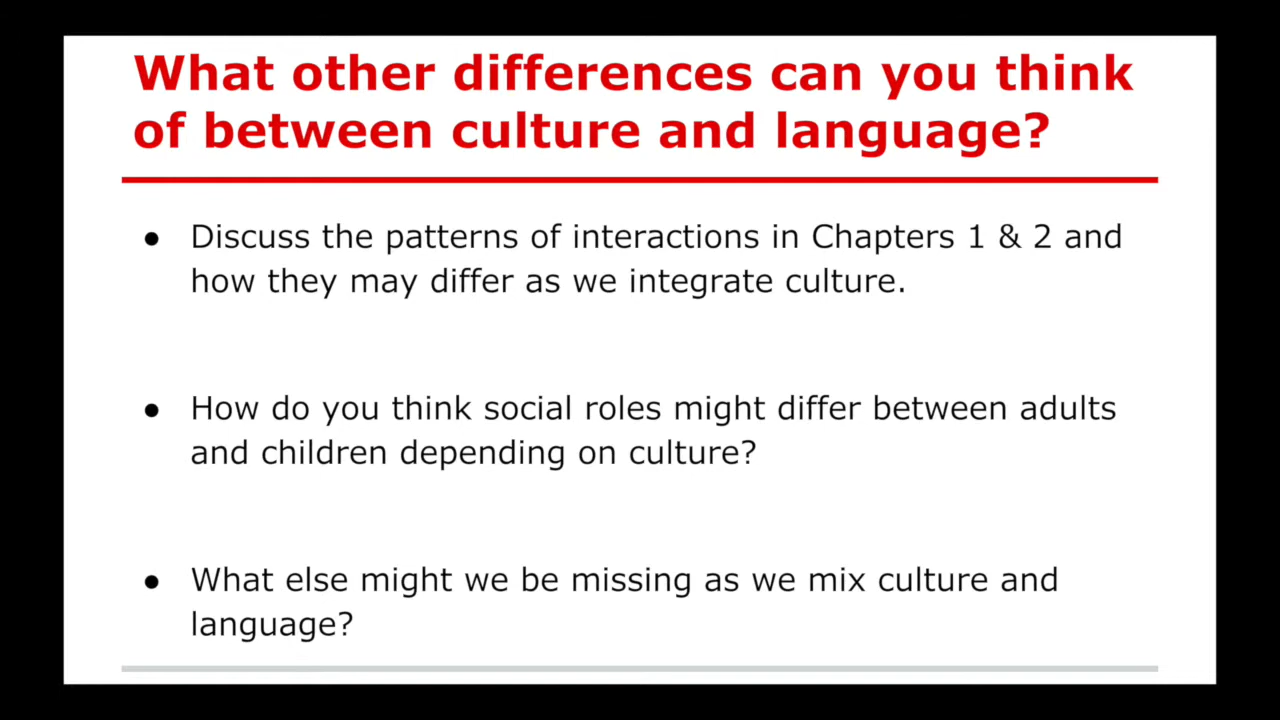 What other differences can you think
of between culture and language?
● Discuss the patterns of interactions in Chapters 1 & 2 and
how they may differ as we integrate culture.
● How do you think social roles might differ between adults
and children depending on culture?
● What else might we be missing as we mix culture and
language?